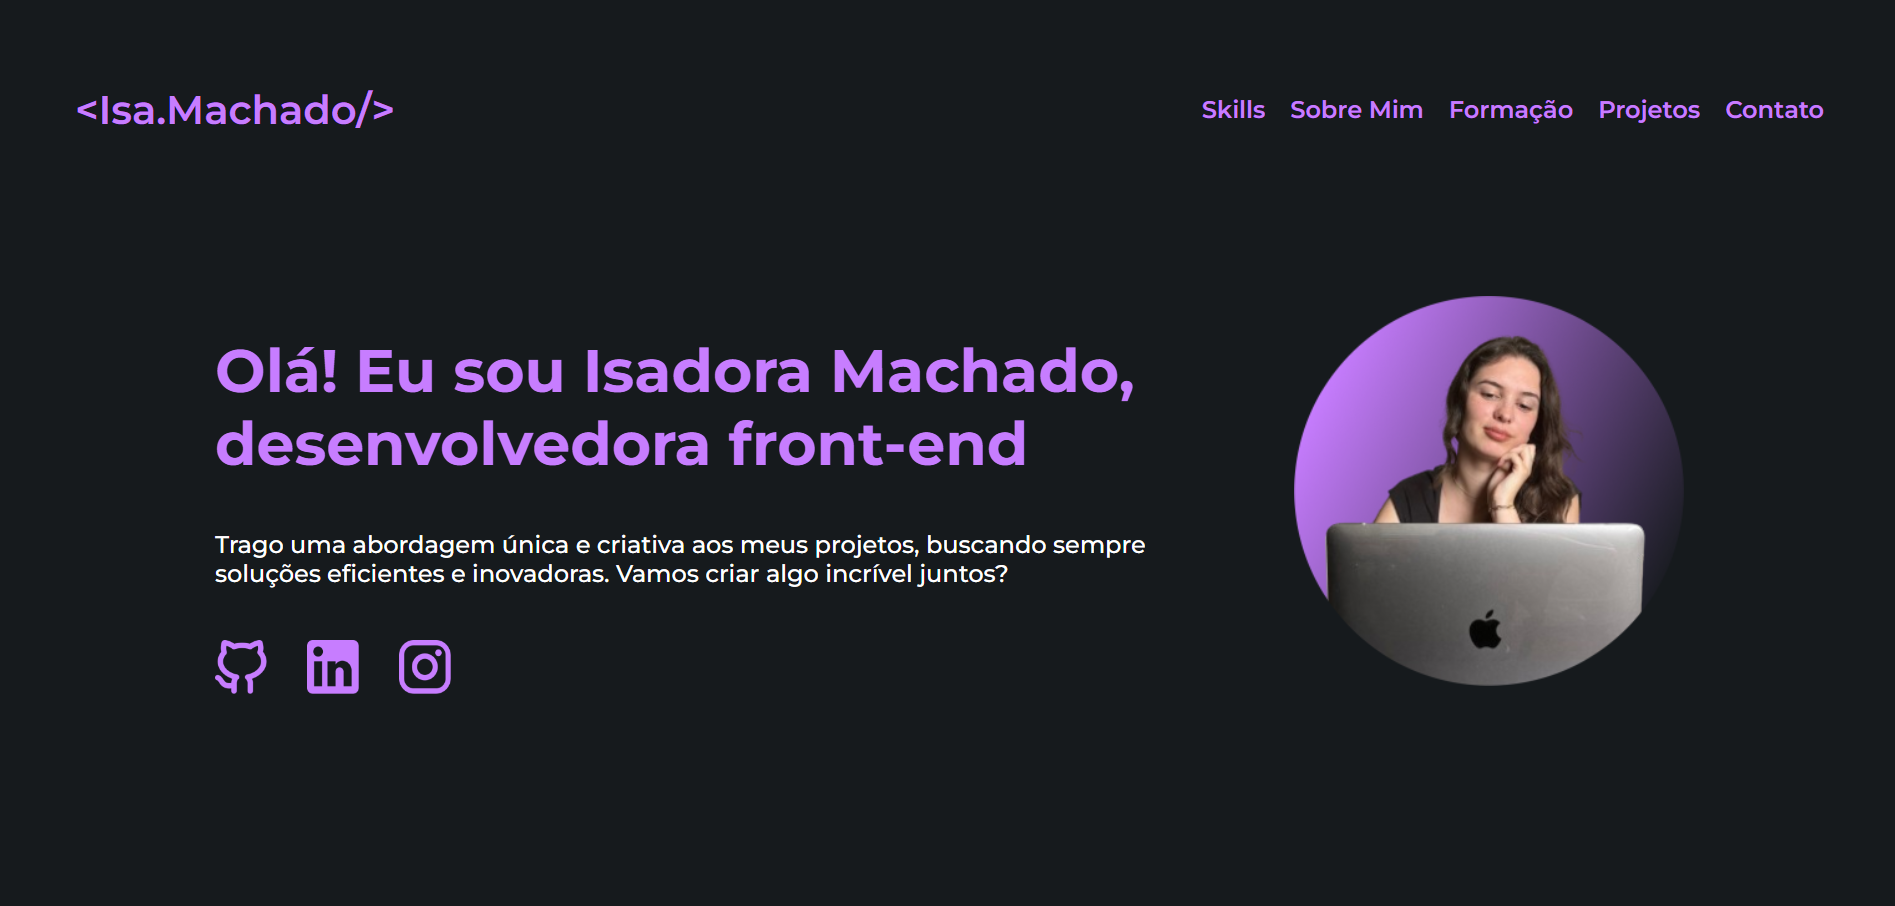 <Isa.Machado/>
Skills Sobre Mim Formação Projetos Contato
Olá! Eu sou Isadora Machado,
desenvolvedora front-end
Trago uma abordagem única e criativa aos meus projetos, buscando sempre
soluções eficientes e inovadoras. Vamos criar algo incrível juntos?
in